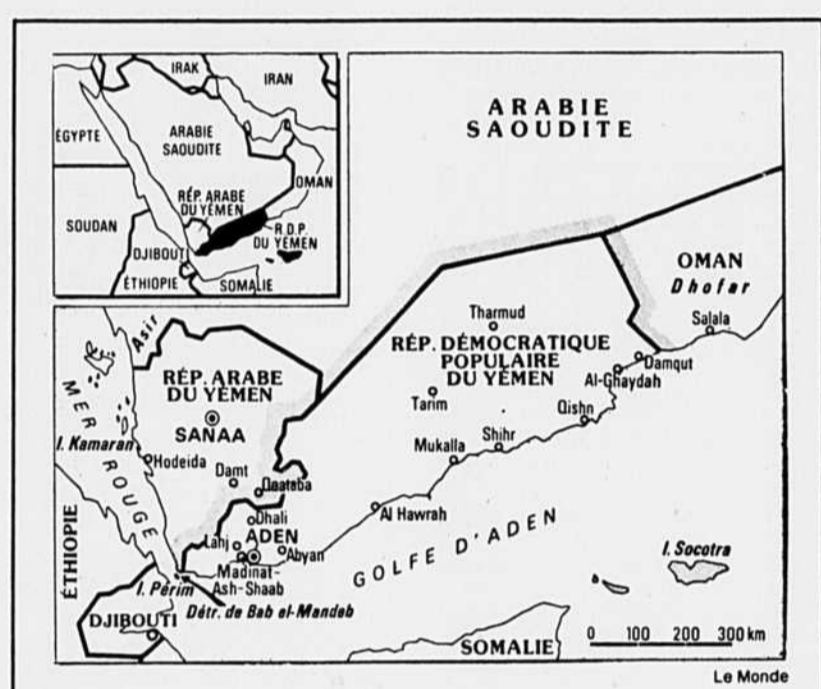 IRAK
IRAN
ÉGYPTE
ARABIE
SAOUDITE
OMAN
RÉP. ARABE
DU YÉMEN
SOUDAN
R.D.P.
DU YÉMEN
DJIBOUTI
ÉTHIOPIE
SOMALIE
ARABIE
SAOUDITE
OMAN
Dhofar
Salala
Tharmud
RÉP. DÉMOCRATIQUE
POPULAIRE
DU YÉMEN
Damqut
Al-Ghaydah
Tarim
Qishn
Shihr
Mukalla
Al Hawrah
Asir
RÉP. ARABE
DU YÉMEN
SANAA
MER ROUGE
I. Kamaran
Hodeida
Damt
Qaataba
Dhali
ADEN
Lahj
Abyan
Madinat-
Ash-Shaab
GOLFE D'ADEN
I. Socotra
ÉTHIOPIE
I. Périm
Détr. de Bab el-Mandeb
DJIBOUTI
SOMALIE
0 100 200 300 km
Le Monde